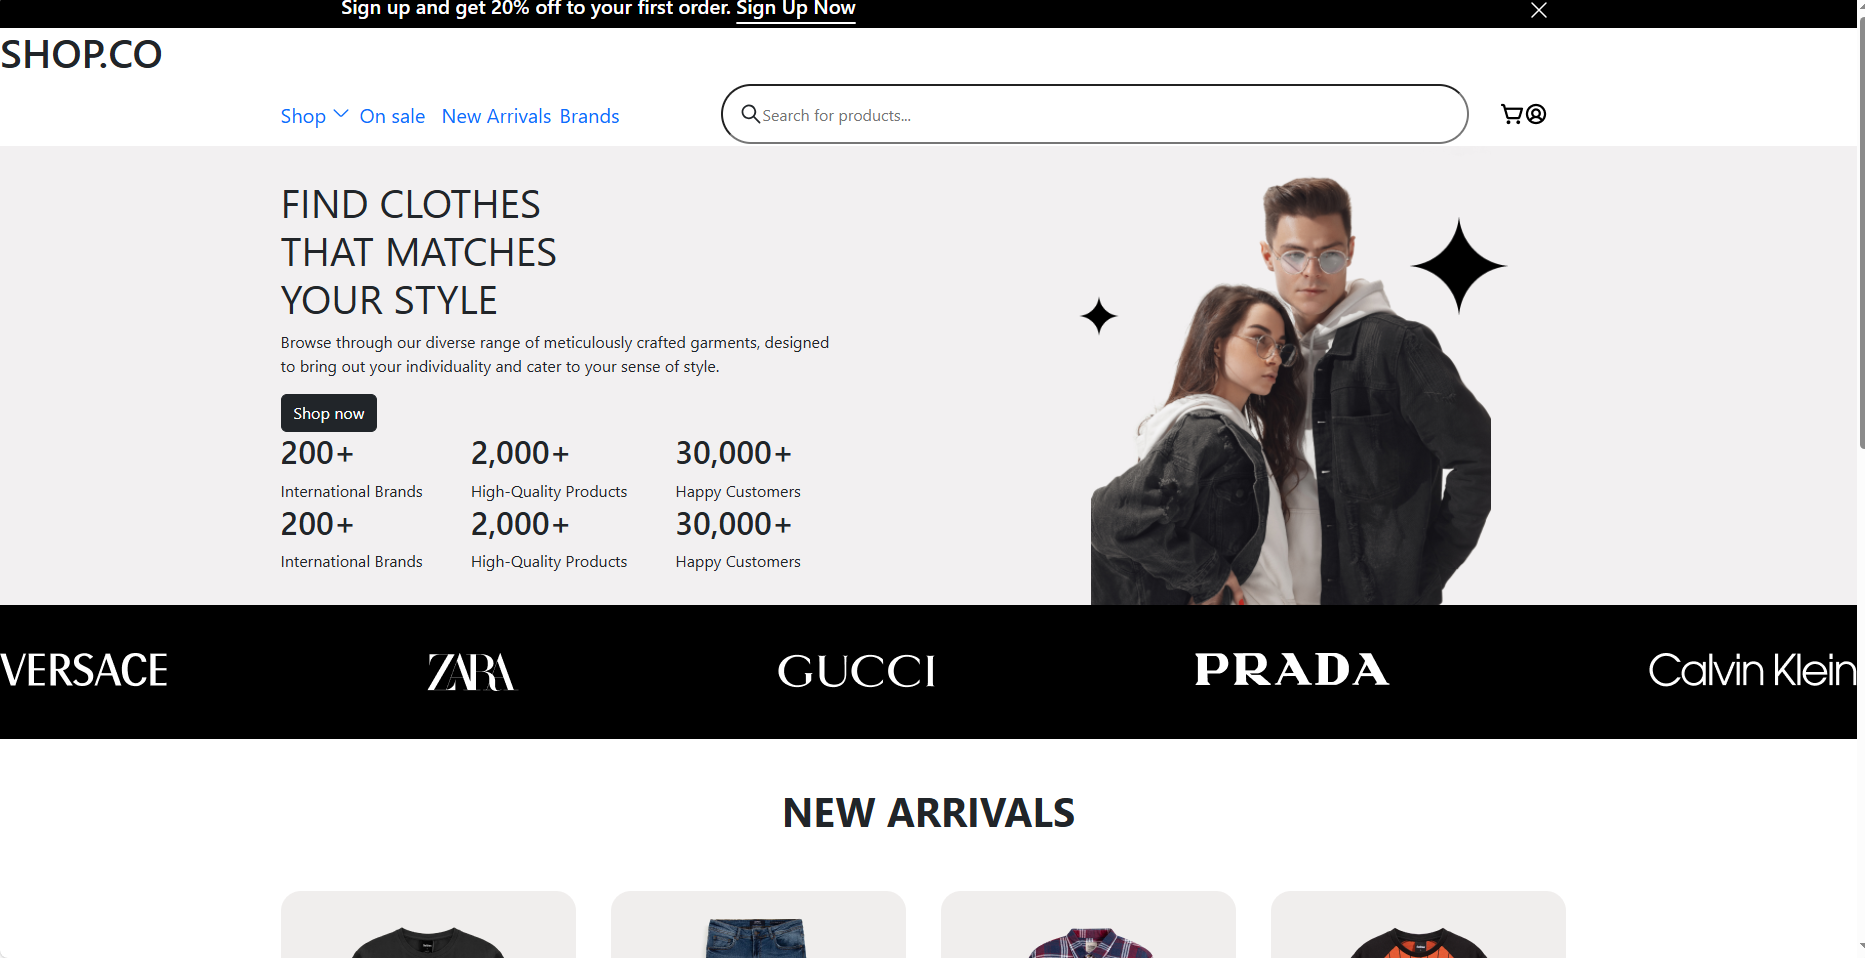 Sign up and get 20% off to your first order. Sign Up Now
SHOP.CO
Shop On sale New Arrivals Brands
Search for products...
FIND CLOTHES
THAT MATCHES
YOUR STYLE
Browse through our diverse range of meticulously crafted garments, designed
to bring out your individuality and cater to your sense of style.
Shop now
200+ 2,000+ 30,000+
International Brands High-Quality Products Happy Customers
200+ 2,000+ 30,000+
International Brands High-Quality Products Happy Customers
VERSACE ZARA GUCCI PRADA Calvin Klein
NEW ARRIVALS